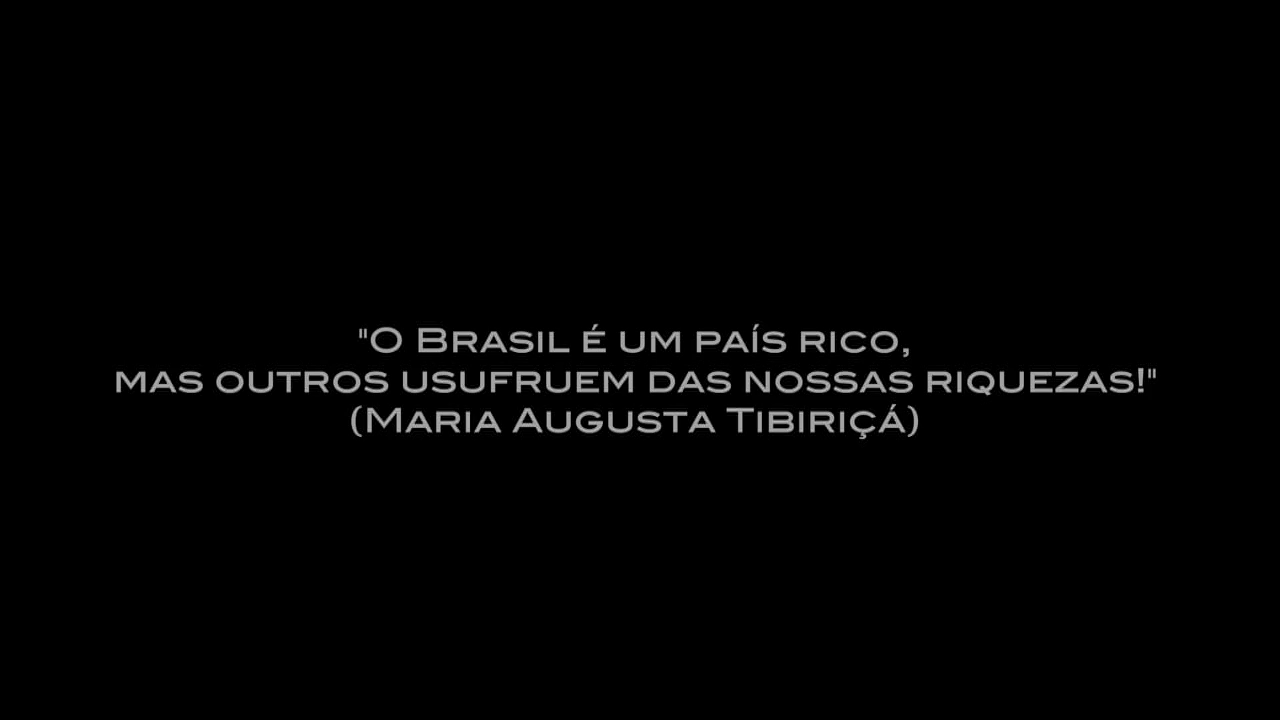 "O Brasil é um país rico,
mas outros usufruem das nossas riquezas!"
(Maria Augusta Tibiriçá)